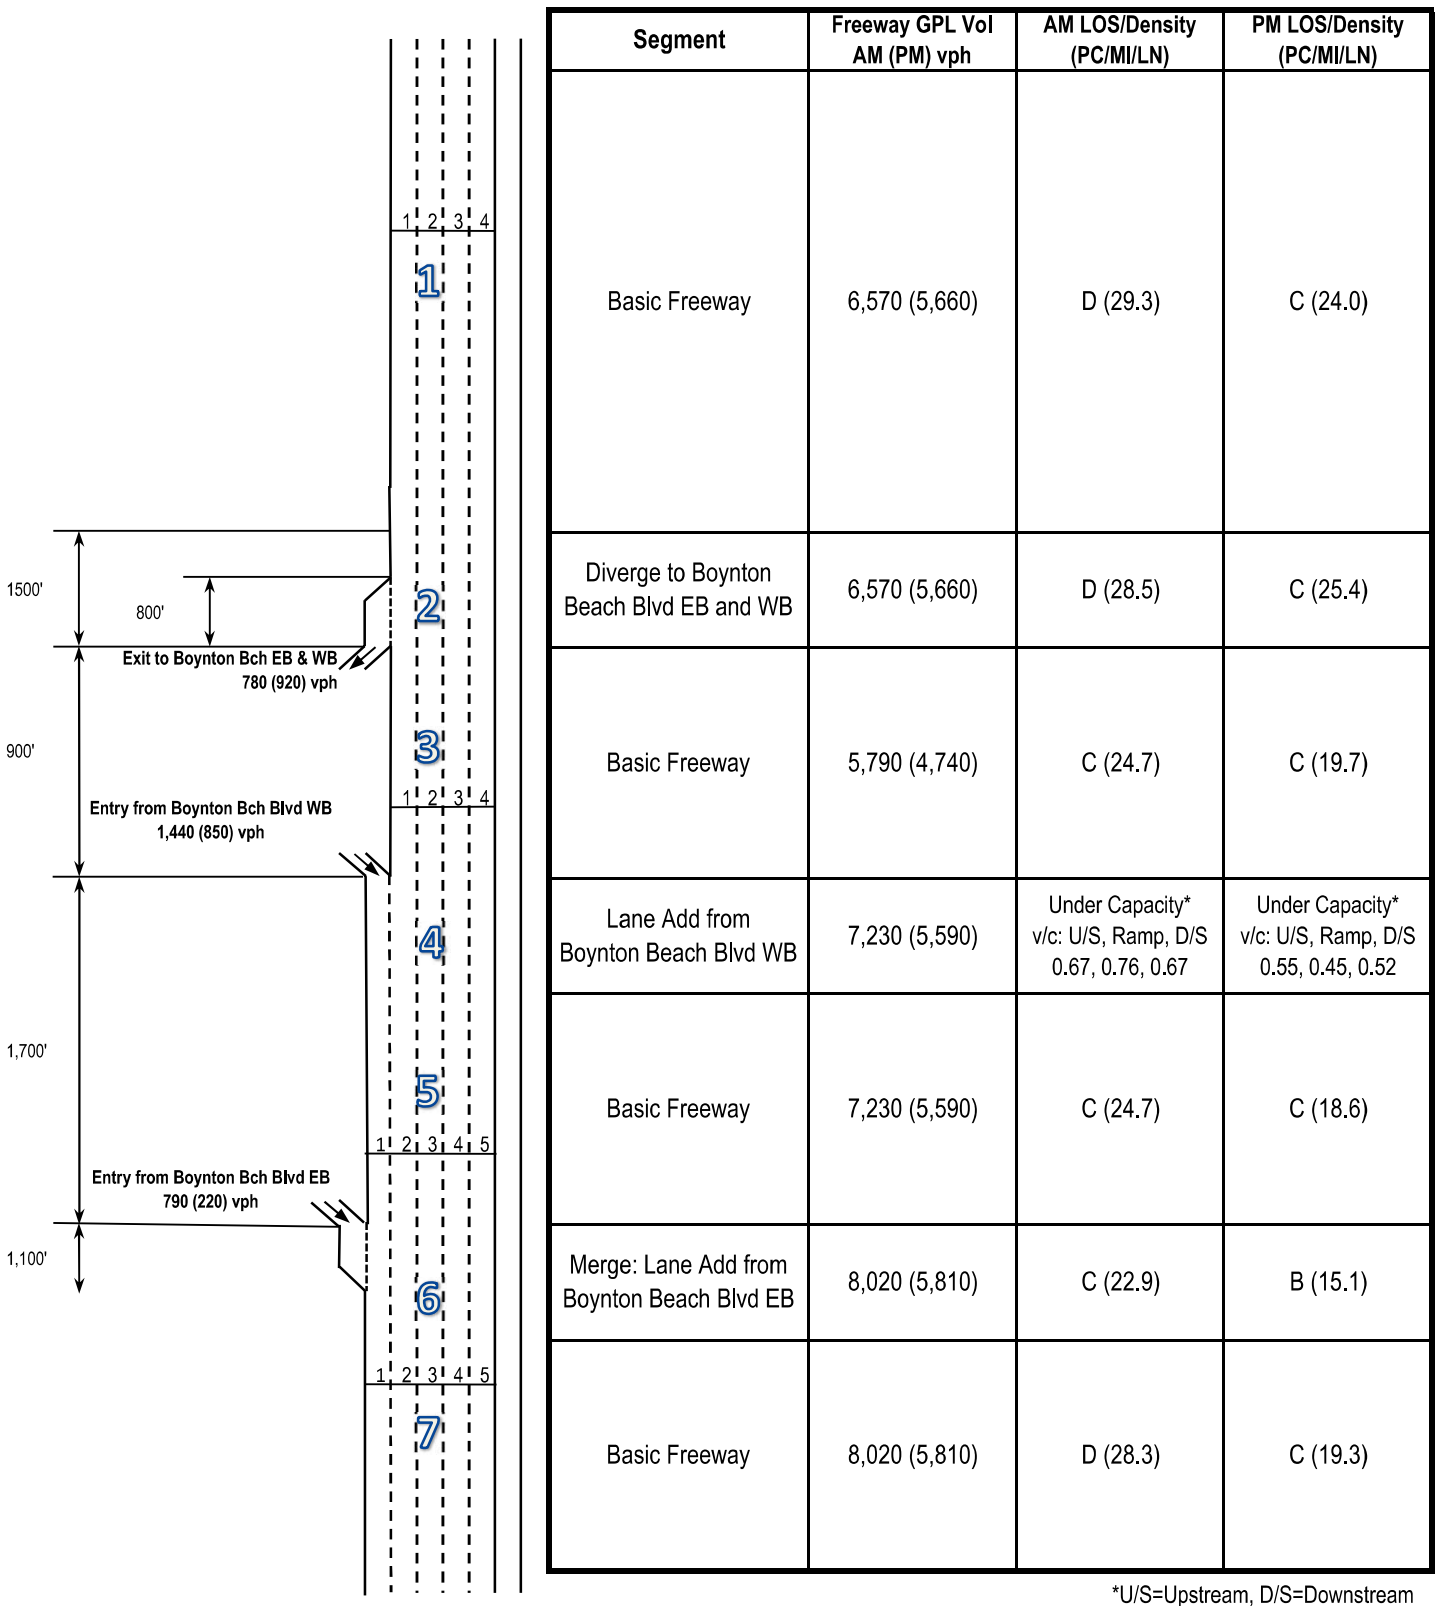 Segment
Freeway GPL Vol
AM (PM) vph
AM LOS/Density
(PC/MI/LN)
PM LOS/Density
(PC/MI/LN)
1 2 3 4
1
Basic Freeway
6,570 (5,660)
D (29.3)
C (24.0)
1500'
800'
2
Diverge to Boynton
Beach Blvd EB and WB
6,570 (5,660)
D (28.5)
C (25.4)
Exit to Boynton Bch EB & WB
780 (920) vph
900'
3
Basic Freeway
5,790 (4,740)
C (24.7)
C (19.7)
1 2 3 4
Entry from Boynton Bch Blvd WB
1,440 (850) vph
4
Lane Add from
Boynton Beach Blvd WB
7,230 (5,590)
Under Capacity*
v/c: U/S, Ramp, D/S
0.67, 0.76, 0.67
Under Capacity*
v/c: U/S, Ramp, D/S
0.55, 0.45, 0.52
1,700'
5
Basic Freeway
7,230 (5,590)
C (24.7)
C (18.6)
1 2 3 4 5
Entry from Boynton Bch Blvd EB
790 (220) vph
1,100'
6
Merge: Lane Add from
Boynton Beach Blvd EB
8,020 (5,810)
C (22.9)
B (15.1)
1 2 3 4 5
7
Basic Freeway
8,020 (5,810)
D (28.3)
C (19.3)
*U/S=Upstream, D/S=Downstream